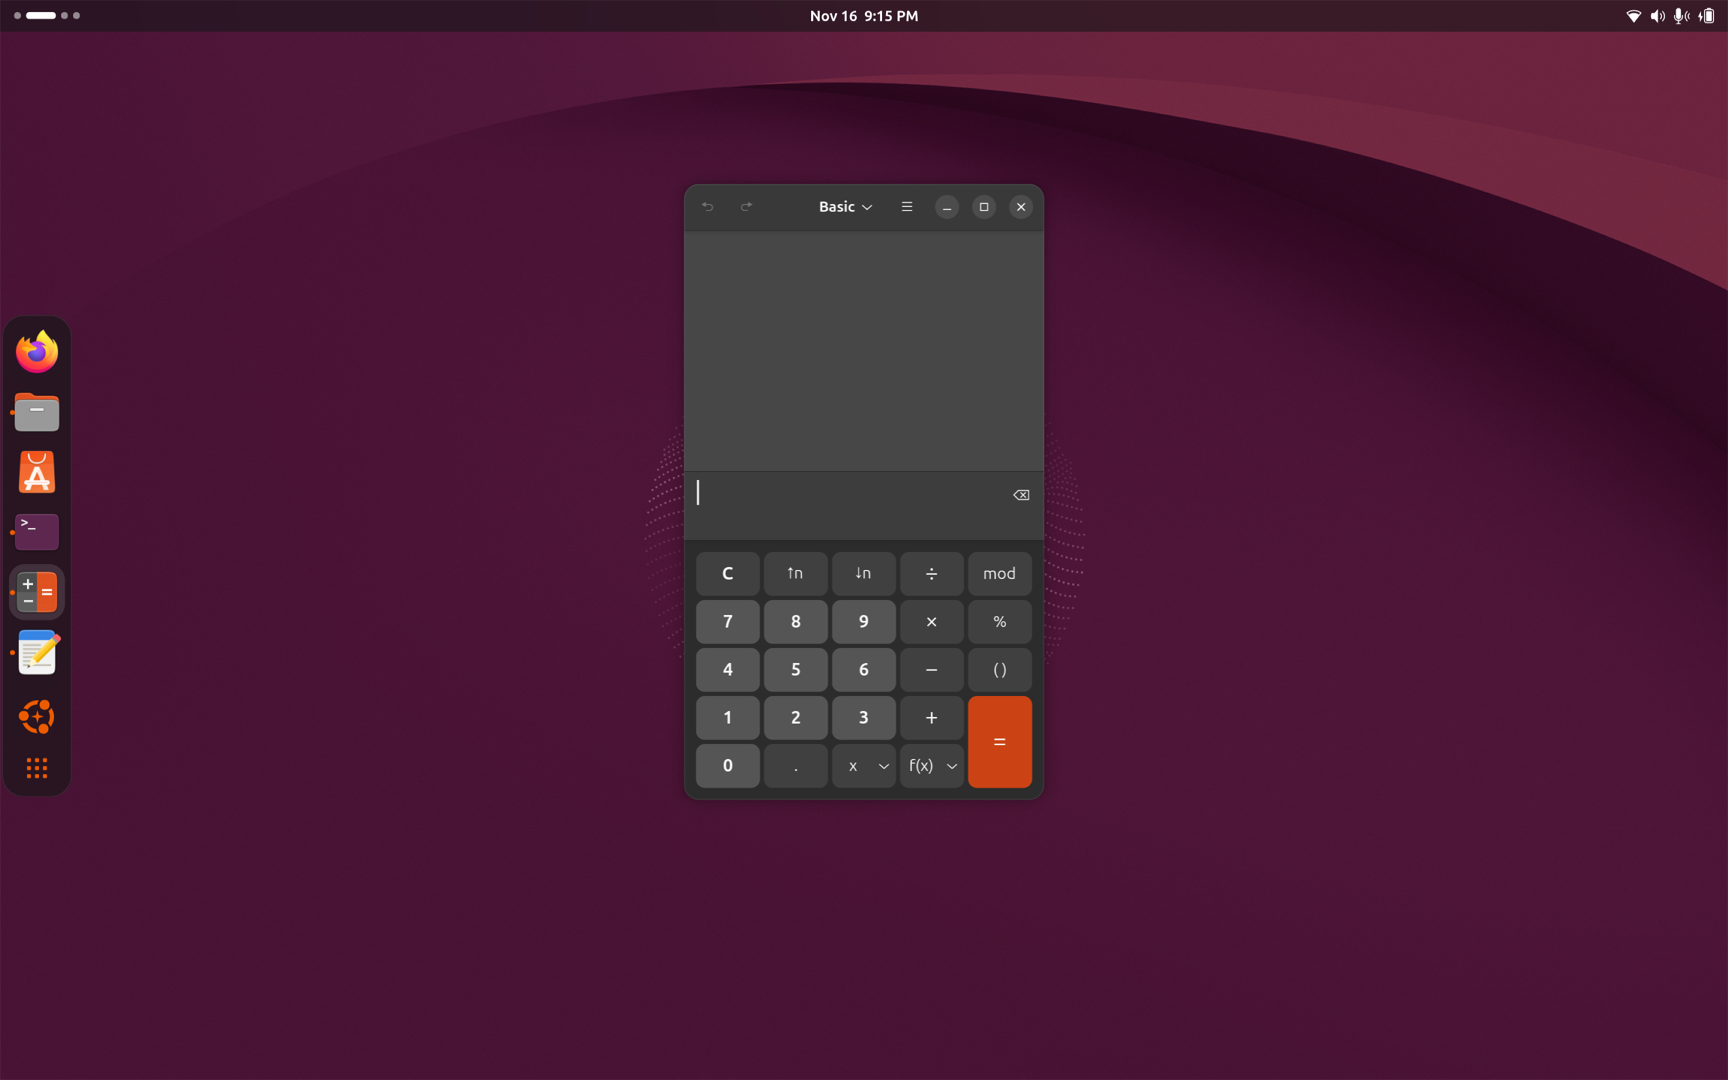 Nov 16 9:15 PM
Basic
>_
C ↑n ↓n ÷ mod
7 8 9 × %
4 5 6 − ()
1 2 3 +
=
0 . x f(x)